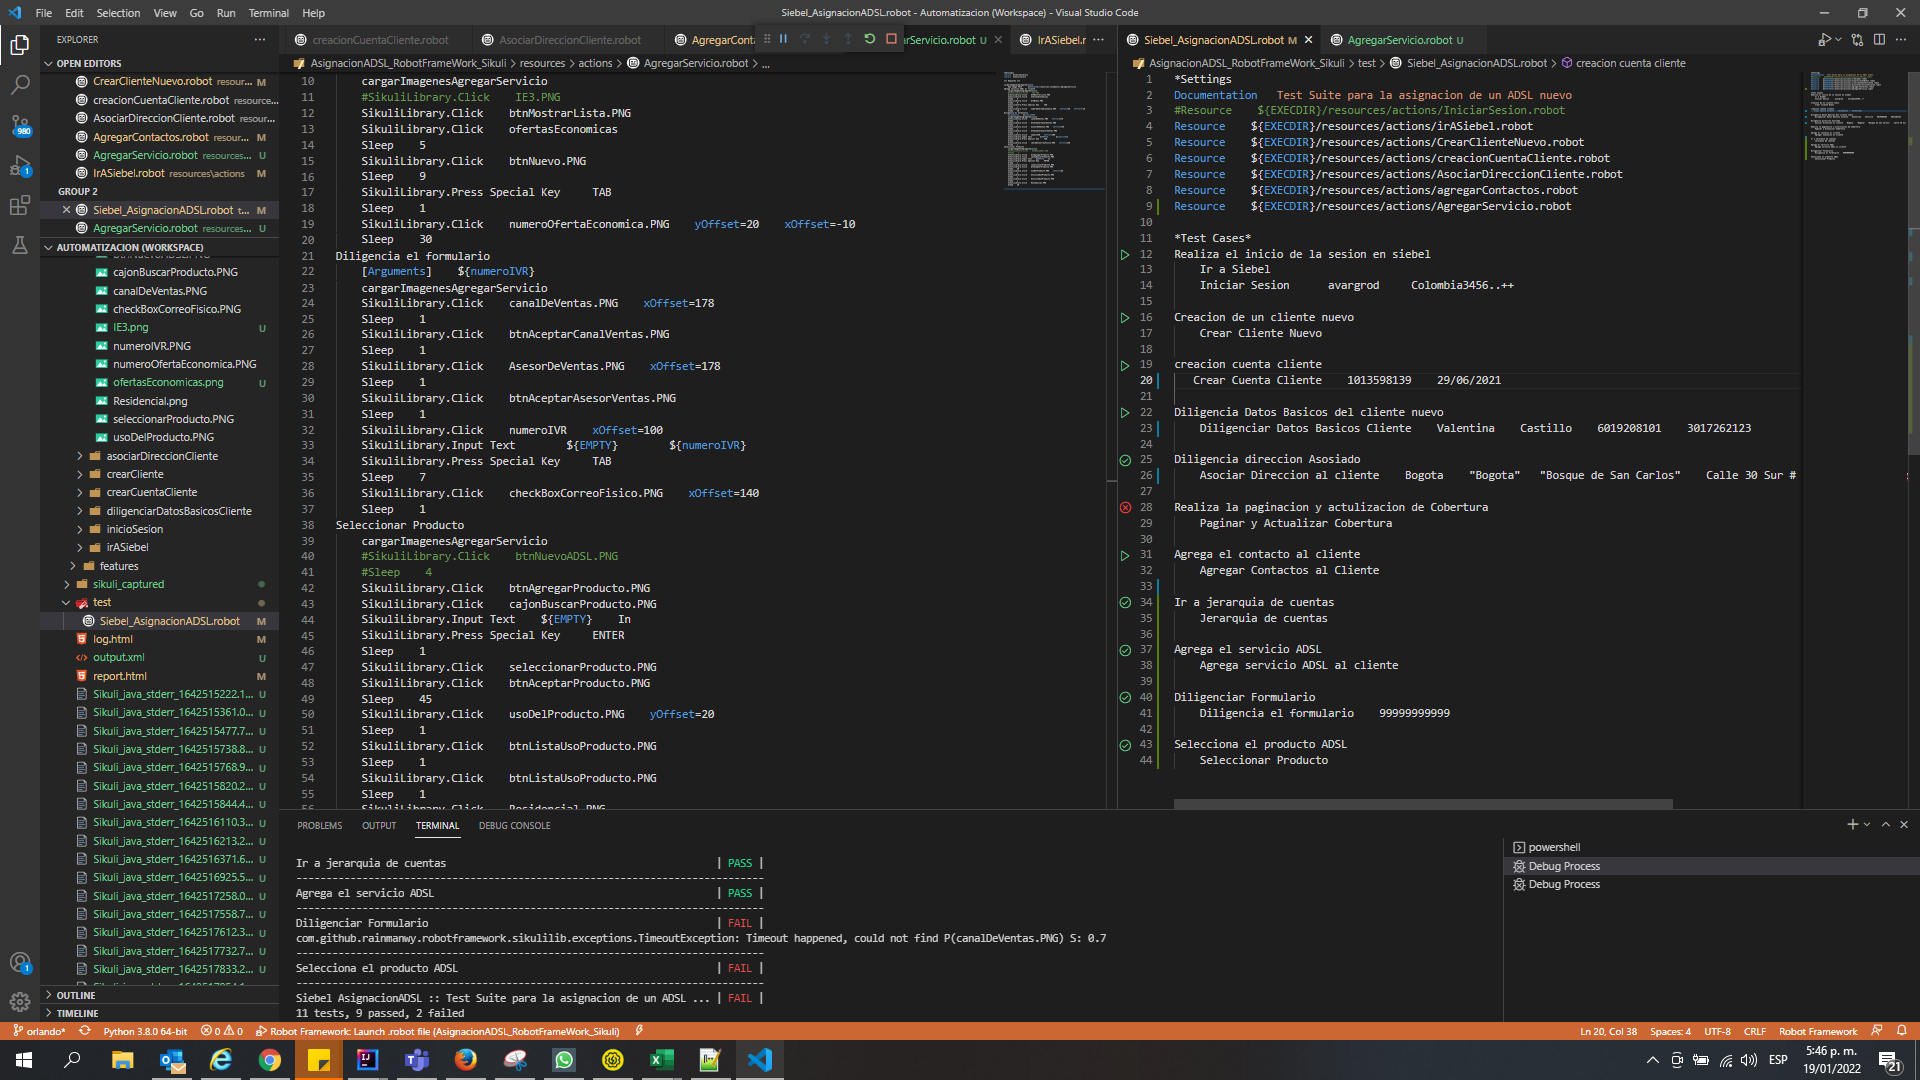 File Edit Selection View Go Run Terminal Help
Siebel_AsignacionADSL.robot - Automatizacion (Workspace) - Visual Studio Code
EXPLORER
OPEN EDITORS
CrearClienteNuevo.robot resour... M
creacionCuentaCliente.robot resource...
AsociarDireccionCliente.robot resour...
AgregarContactos.robot resour... M
AgregarServicio.robot resources... U
IrASiebel.robot resources\actions M
GROUP 2
Siebel_AsignacionADSL.robot t... M
AgregarServicio.robot resources... U
AUTOMATIZACION (WORKSPACE)
cajonBuscarProducto.PNG
canalDeVentas.PNG
checkBoxCorreoFisico.PNG
IE3.png U
numeroIVR.PNG
numeroOfertaEconomica.PNG
ofertasEconomicas.png U
Residencial.png
seleccionarProducto.PNG
usoDelProducto.PNG
asociarDireccionCliente
crearCliente
crearCuentaCliente
diligenciarDatosBasicosCliente
inicioSesion
irASiebel
features
sikuli_captured
test
Siebel_AsignacionADSL.robot M
log.html M
output.xml U
report.html M
Sikuli_java_stderr_1642515222.1... U
Sikuli_java_stderr_1642515361.0... U
Sikuli_java_stderr_1642515477.7... U
Sikuli_java_stderr_1642515738.8... U
Sikuli_java_stderr_1642515768.9... U
Sikuli_java_stderr_1642515820.2... U
Sikuli_java_stderr_1642515844.4... U
Sikuli_java_stderr_1642516110.3... U
Sikuli_java_stderr_1642516213.2... U
Sikuli_java_stderr_1642516371.6... U
Sikuli_java_stderr_1642516925.5... U
Sikuli_java_stderr_1642517258.0... U
Sikuli_java_stderr_1642517558.7... U
Sikuli_java_stderr_1642517612.3... U
Sikuli_java_stderr_1642517732.7... U
Sikuli_java_stderr_1642517833.2... U
OUTLINE
TIMELINE
creacionCuentaCliente.robot AsociarDireccionCliente.robot AgregarConta rServicio.robot U IrASiebel.r
AsignacionADSL_RobotFrameWork_Sikuli > resources > actions > AgregarServicio.robot > ...
10 cargarImagenesAgregarServicio
11 #SikuliLibrary.Click IE3.PNG
12 SikuliLibrary.Click btnMostrarLista.PNG
13 SikuliLibrary.Click ofertasEconomicas
14 Sleep 5
15 SikuliLibrary.Click btnNuevo.PNG
16 Sleep 9
17 SikuliLibrary.Press Special Key TAB
18 Sleep 1
19 SikuliLibrary.Click numeroOfertaEconomica.PNG yOffset=20 xOffset=-10
20 Sleep 30
21 Diligencia el formulario
22 [Arguments] ${numeroIVR}
23 cargarImagenesAgregarServicio
24 SikuliLibrary.Click canalDeVentas.PNG xOffset=178
25 Sleep 1
26 SikuliLibrary.Click btnAceptarCanalVentas.PNG
27 Sleep 1
28 SikuliLibrary.Click AsesorDeVentas.PNG xOffset=178
29 Sleep 1
30 SikuliLibrary.Click btnAceptarAsesorVentas.PNG
31 Sleep 1
32 SikuliLibrary.Click numeroIVR xOffset=100
33 SikuliLibrary.Input Text ${EMPTY} ${numeroIVR}
34 SikuliLibrary.Press Special Key TAB
35 Sleep 7
36 SikuliLibrary.Click checkBoxCorreoFisico.PNG xOffset=140
37 Sleep 1
38 Seleccionar Producto
39 cargarImagenesAgregarServicio
40 #SikuliLibrary.Click btnNuevoADSL.PNG
41 #Sleep 4
42 SikuliLibrary.Click btnAgregarProducto.PNG
43 SikuliLibrary.Click cajonBuscarProducto.PNG
44 SikuliLibrary.Input Text ${EMPTY} In
45 SikuliLibrary.Press Special Key ENTER
46 Sleep 1
47 SikuliLibrary.Click seleccionarProducto.PNG
48 SikuliLibrary.Click btnAceptarProducto.PNG
49 Sleep 45
50 SikuliLibrary.Click usoDelProducto.PNG yOffset=20
51 Sleep 1
52 SikuliLibrary.Click btnListaUsoProducto.PNG
53 Sleep 1
54 SikuliLibrary.Click btnListaUsoProducto.PNG
55 Sleep 1
56 SikuliLibrary.Click Residencial.PNG
Siebel_AsignacionADSL.robot M AgregarServicio.robot U
AsignacionADSL_RobotFrameWork_Sikuli > test > Siebel_AsignacionADSL.robot > creacion cuenta cliente
1 *Settings
2 Documentation Test Suite para la asignacion de un ADSL nuevo
3 #Resource ${EXECDIR}/resources/actions/IniciarSesion.robot
4 Resource ${EXECDIR}/resources/actions/irASiebel.robot
5 Resource ${EXECDIR}/resources/actions/CrearClienteNuevo.robot
6 Resource ${EXECDIR}/resources/actions/creacionCuentaCliente.robot
7 Resource ${EXECDIR}/resources/actions/AsociarDireccionCliente.robot
8 Resource ${EXECDIR}/resources/actions/agregarContactos.robot
9 Resource ${EXECDIR}/resources/actions/AgregarServicio.robot
10
11 *Test Cases*
12 Realiza el inicio de la sesion en siebel
13 Ir a Siebel
14 Iniciar Sesion avargrod Colombia3456..++
15
16 Creacion de un cliente nuevo
17 Crear Cliente Nuevo
18
19 creacion cuenta cliente
20 Crear Cuenta Cliente 1013598139 29/06/2021
21
22 Diligencia Datos Basicos del cliente nuevo
23 Diligenciar Datos Basicos Cliente Valentina Castillo 6019208101 3017262123
24
25 Diligencia direccion Asosiado
26 Asociar Direccion al cliente Bogota "Bogota" "Bosque de San Carlos" Calle 30 Sur #
27
28 Realiza la paginacion y actulizacion de Cobertura
29 Paginar y Actualizar Cobertura
30
31 Agrega el contacto al cliente
32 Agregar Contactos al Cliente
33
34 Ir a jerarquia de cuentas
35 Jerarquia de cuentas
36
37 Agrega el servicio ADSL
38 Agrega servicio ADSL al cliente
39
40 Diligenciar Formulario
41 Diligencia el formulario 99999999999
42
43 Selecciona el producto ADSL
44 Seleccionar Producto
PROBLEMS OUTPUT TERMINAL DEBUG CONSOLE
Ir a jerarquia de cuentas | PASS |
Agrega el servicio ADSL | PASS |
Diligenciar Formulario | FAIL |
com.github.rainmanwy.robotframework.sikulilib.exceptions.TimeoutException: Timeout happened, could not find P(canalDeVentas.PNG) S: 0.7
Selecciona el producto ADSL | FAIL |
Siebel AsignacionADSL :: Test Suite para la asignacion de un ADSL ... | FAIL |
11 tests, 9 passed, 2 failed
powershell
Debug Process
Debug Process
980
1
1
orlando* Python 3.8.0 64-bit 0 0 Robot Framework: Launch .robot file (AsignacionADSL_RobotFrameWork_Sikuli)
Ln 20, Col 38 Spaces: 4 UTF-8 CRLF Robot Framework
ESP
5:46 p. m.
19/01/2022
21